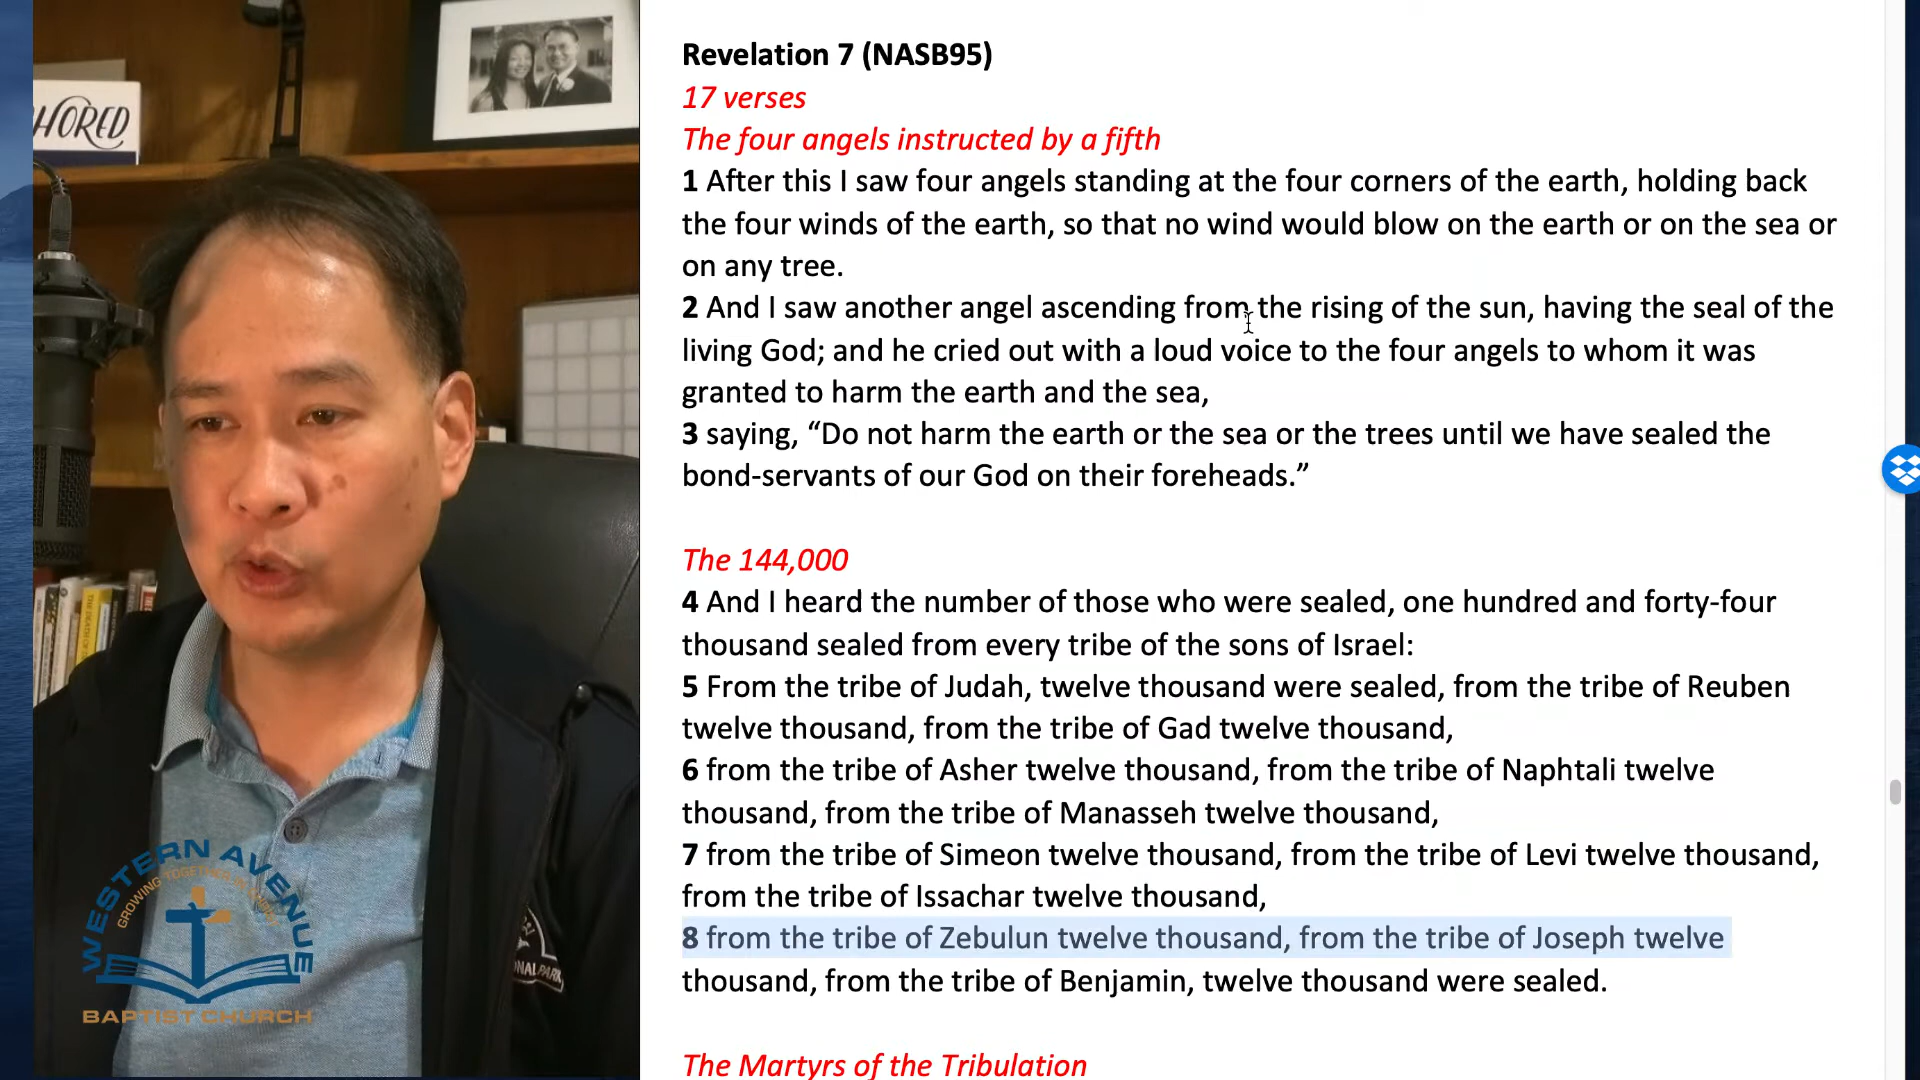 HORED
Revelation 7 (NASB95)
17 verses
The four angels instructed by a fifth
1 After this I saw four angels standing at the four corners of the earth, holding back
the four winds of the earth, so that no wind would blow on the earth or on the sea or
on any tree.
2 And I saw another angel ascending from the rising of the sun, having the seal of the
living God; and he cried out with a loud voice to the four angels to whom it was
granted to harm the earth and the sea,
3 saying, “Do not harm the earth or the sea or the trees until we have sealed the
bond-servants of our God on their foreheads.”
The 144,000
4 And I heard the number of those who were sealed, one hundred and forty-four
thousand sealed from every tribe of the sons of Israel:
5 From the tribe of Judah, twelve thousand were sealed, from the tribe of Reuben
twelve thousand, from the tribe of Gad twelve thousand,
6 from the tribe of Asher twelve thousand, from the tribe of Naphtali twelve
thousand, from the tribe of Manasseh twelve thousand,
7 from the tribe of Simeon twelve thousand, from the tribe of Levi twelve thousand,
from the tribe of Issachar twelve thousand,
8 from the tribe of Zebulun twelve thousand, from the tribe of Joseph twelve
thousand, from the tribe of Benjamin, twelve thousand were sealed.
The Martyrs of the Tribulation
WESTERN AVENUE
GROWING TOGETHER IN CHRIST
BAPTIST CHURCH